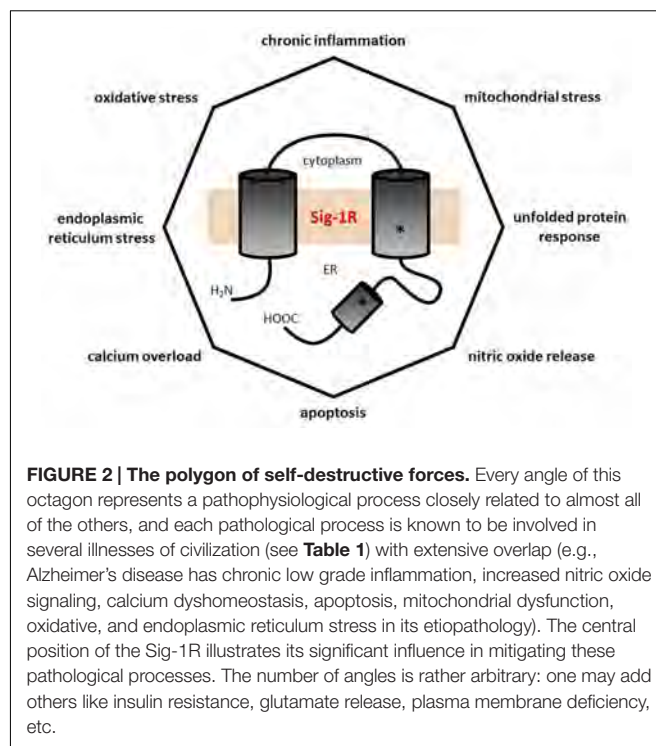 chronic inflammation
oxidative stress
mitochondrial stress
cytoplasm
endoplasmic
reticulum stress
Sig-1R
*
unfolded protein
response
ER
H₂N
*
HOOC
calcium overload
nitric oxide release
apoptosis
FIGURE 2 | The polygon of self-destructive forces. Every angle of this
octagon represents a pathophysiological process closely related to almost all
of the others, and each pathological process is known to be involved in
several illnesses of civilization (see Table 1) with extensive overlap (e.g.,
Alzheimer's disease has chronic low grade inflammation, increased nitric oxide
signaling, calcium dyshomeostasis, apoptosis, mitochondrial dysfunction,
oxidative, and endoplasmic reticulum stress in its etiopathology). The central
position of the Sig-1R illustrates its significant influence in mitigating these
pathological processes. The number of angles is rather arbitrary: one may add
others like insulin resistance, glutamate release, plasma membrane deficiency,
etc.